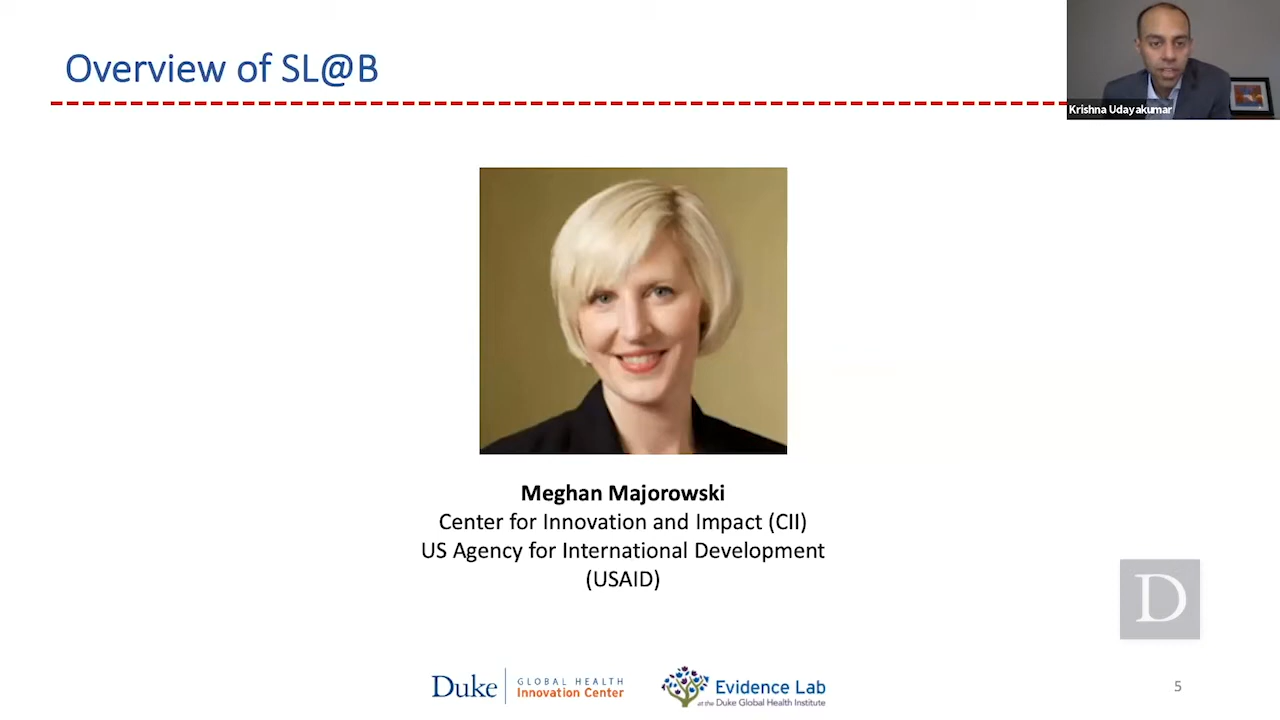 Overview of SL@B
Krishna Udayakumar
Meghan Majorowski
Center for Innovation and Impact (CII)
US Agency for International Development
(USAID)
D
Duke
GLOBAL HEALTH
Innovation Center
Evidence Lab
at the Duke Global Health Institute
5